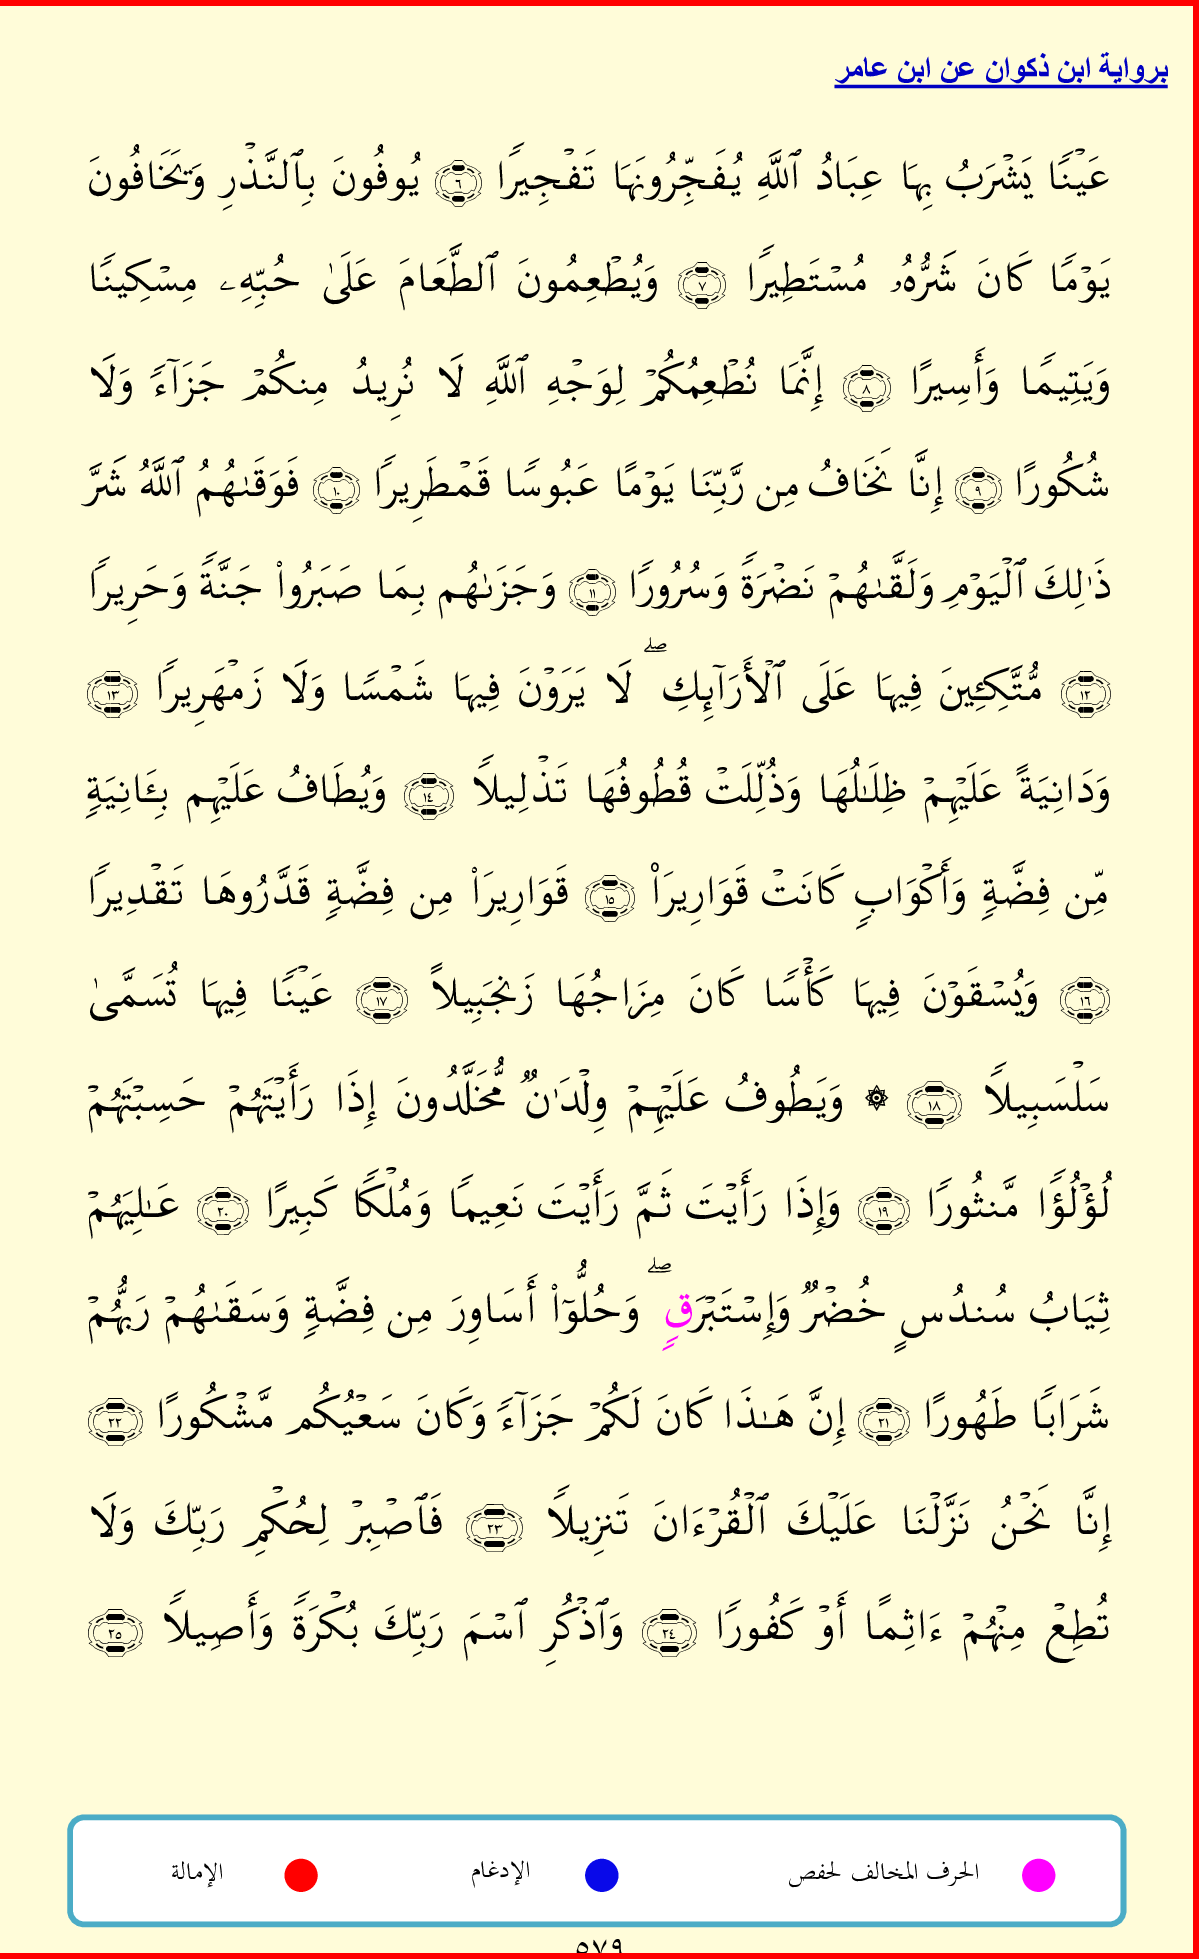 برواية ابن ذكوان عن ابن عامر
عَيۡنٗا يَشۡرَبُ بِهَا عِبَادُ ٱللَّهِ يُفَجِّرُونَهَا تَفۡجِيرٗا ٦ يُوفُونَ بِٱلنَّذۡرِ وَيَخَافُونَ
يَوۡمٗا كَانَ شَرُّهُۥ مُسۡتَطِيرٗا ٧ وَيُطۡعِمُونَ ٱلطَّعَامَ عَلَىٰ حُبِّهِۦ مِسۡكِينٗا
وَيَتِيمٗا وَأَسِيرًا ٨ إِنَّمَا نُطۡعِمُكُمۡ لِوَجۡهِ ٱللَّهِ لَا نُرِيدُ مِنكُمۡ جَزَآءٗ وَلَا
شُكُورًا ٩ إِنَّا نَخَافُ مِن رَّبِّنَا يَوۡمًا عَبُوسٗا قَمۡطَرِيرٗا ١٠ فَوَقَىٰهُمُ ٱللَّهُ شَرَّ
ذَٰلِكَ ٱلۡيَوۡمِ وَلَقَّىٰهُمۡ نَضۡرَةٗ وَسُرُورٗا ١١ وَجَزَىٰهُم بِمَا صَبَرُواْ جَنَّةٗ وَحَرِيرٗا
١٢ مُّتَّكِـِٔينَ فِيهَا عَلَى ٱلۡأَرَآئِكِۖ لَا يَرَوۡنَ فِيهَا شَمۡسٗا وَلَا زَمۡهَرِيرٗا ١٣
وَدَانِيَةً عَلَيۡهِمۡ ظِلَٰلُهَا وَذُلِّلَتۡ قُطُوفُهَا تَذۡلِيلٗا ١٤ وَيُطَافُ عَلَيۡهِم بِـَٔانِيَةٖ
مِّن فِضَّةٖ وَأَكۡوَابٖ كَانَتۡ قَوَارِيرَا۠ ١٥ قَوَارِيرَاْ مِن فِضَّةٖ قَدَّرُوهَا تَقۡدِيرٗا
١٦ وَيُسۡقَوۡنَ فِيهَا كَأۡسٗا كَانَ مِزَاجُهَا زَنجَبِيلًا ١٧ عَيۡنٗا فِيهَا تُسَمَّىٰ
سَلۡسَبِيلٗا ١٨ ۞ وَيَطُوفُ عَلَيۡهِمۡ وِلۡدَٰنٞ مُّخَلَّدُونَ إِذَا رَأَيۡتَهُمۡ حَسِبۡتَهُمۡ
لُؤۡلُؤٗا مَّنثُورٗا ١٩ وَإِذَا رَأَيۡتَ ثَمَّ رَأَيۡتَ نَعِيمٗا وَمُلۡكٗا كَبِيرًا ٢٠ عَٰلِيَهُمۡ
ثِيَابُ سُندُسٍ خُضۡرٞ وَإِسۡتَبۡرَقٖۖ وَحُلُّوٓاْ أَسَاوِرَ مِن فِضَّةٖ وَسَقَىٰهُمۡ رَبُّهُمۡ
شَرَابٗا طَهُورًا ٢١ إِنَّ هَٰذَا كَانَ لَكُمۡ جَزَآءٗ وَكَانَ سَعۡيُكُم مَّشۡكُورًا ٢٢
إِنَّا نَحۡنُ نَزَّلۡنَا عَلَيۡكَ ٱلۡقُرۡءَانَ تَنزِيلٗا ٢٣ فَٱصۡبِرۡ لِحُكۡمِ رَبِّكَ وَلَا
تُطِعۡ مِنۡهُمۡ ءَاثِمًا أَوۡ كَفُورٗا ٢٤ وَٱذۡكُرِ ٱسۡمَ رَبِّكَ بُكۡرَةٗ وَأَصِيلٗا ٢٥
الحرف المخالف لحفص الإدغام الإمالة
٥٧٩